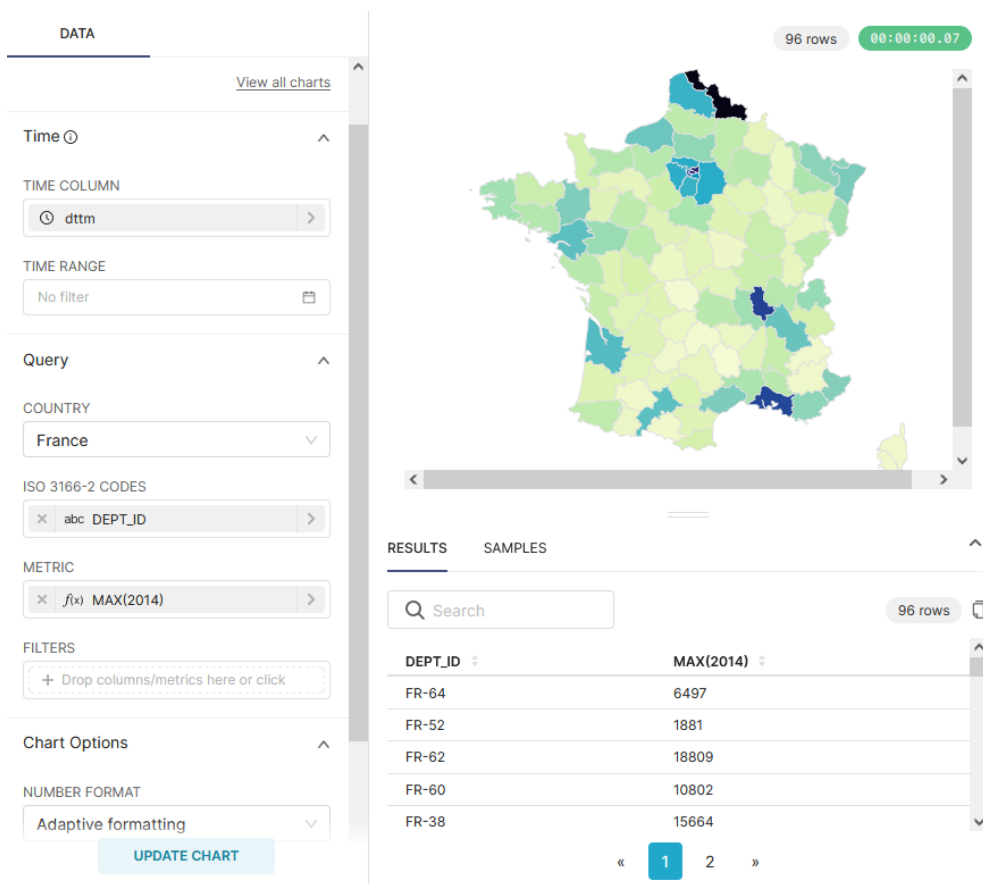 DATA
View all charts
Time
TIME COLUMN
dttm
TIME RANGE
No filter
Query
COUNTRY
France
ISO 3166-2 CODES
abc DEPT_ID
METRIC
f(x) MAX(2014)
FILTERS
+ Drop columns/metrics here or click
Chart Options
NUMBER FORMAT
Adaptive formatting
UPDATE CHART
96 rows 00:00:00.07
RESULTS SAMPLES
Search
96 rows
DEPT_ID MAX(2014)
FR-64 6497
FR-52 1881
FR-62 18809
FR-60 10802
FR-38 15664
« 1 2 »